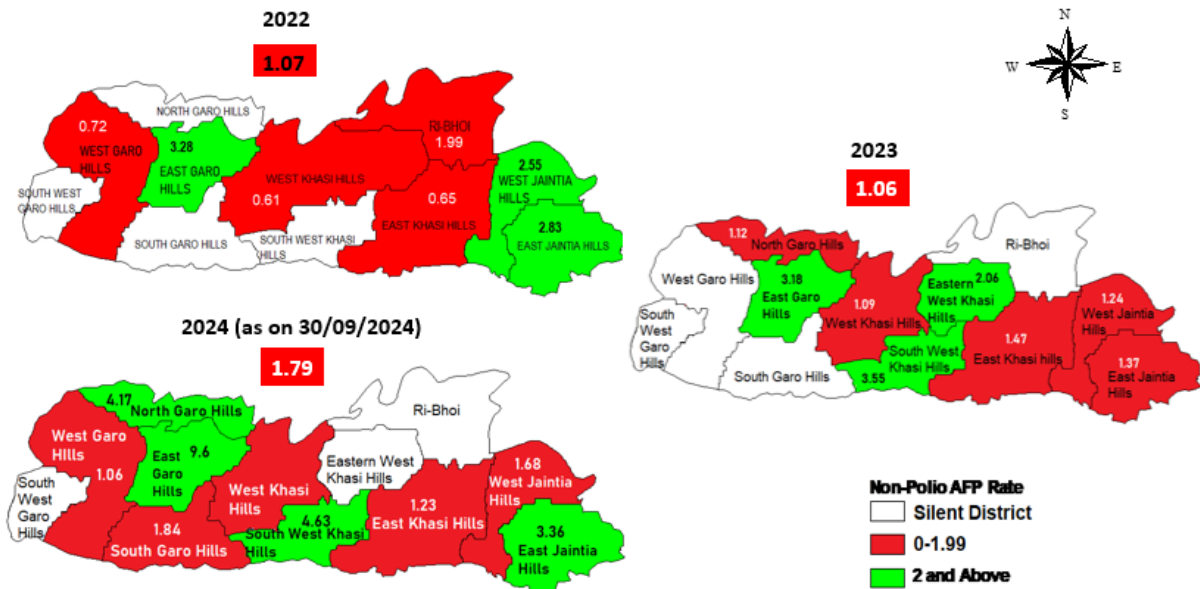 2022
1.07
NORTH GARO HILLS
0.72
WEST GARO
HILLS
3.28
EAST GARO
HILLS
SOUTH WEST
GARO HILLS
SOUTH GARO HILLS
WEST KHASI HILLS
0.61
SOUTH WEST KHASI
HILLS
RI-BHOI
1.99
0.65
EAST KHASI HILLS
2.55
WEST JAINTIA
HILLS
2.83
EAST JAINTIA HILLS
N
W
E
S
2023
1.06
1.12
North Garo Hills
West Garo Hills
3.18
East Garo
Hills
South
West
Garo
Hills
South Garo Hills
1.09
West Khasi Hills
Eastern 2.06
West Khasi
Hills
Ri-Bhoi
South West
Khasi Hills
3.55
1.47
East Khasi hills
1.24
West Jaintia
Hills
1.37
East Jaintia
Hills
2024 (as on 30/09/2024)
1.79
4.17
North Garo Hills
West Garo
Hills
1.06
East 9.6
Garo
Hills
South
West
Garo
Hills
1.84
South Garo Hills
West Khasi
Hills
Eastern West
Khasi Hills
Ri-Bhoi
4.63
South West Khasi
Hills
1.23
East Khasi Hills
1.68
West Jaintia
Hills
3.36
East Jaintia
Hills
Non-Polio AFP Rate
Silent District
0-1.99
2 and Above